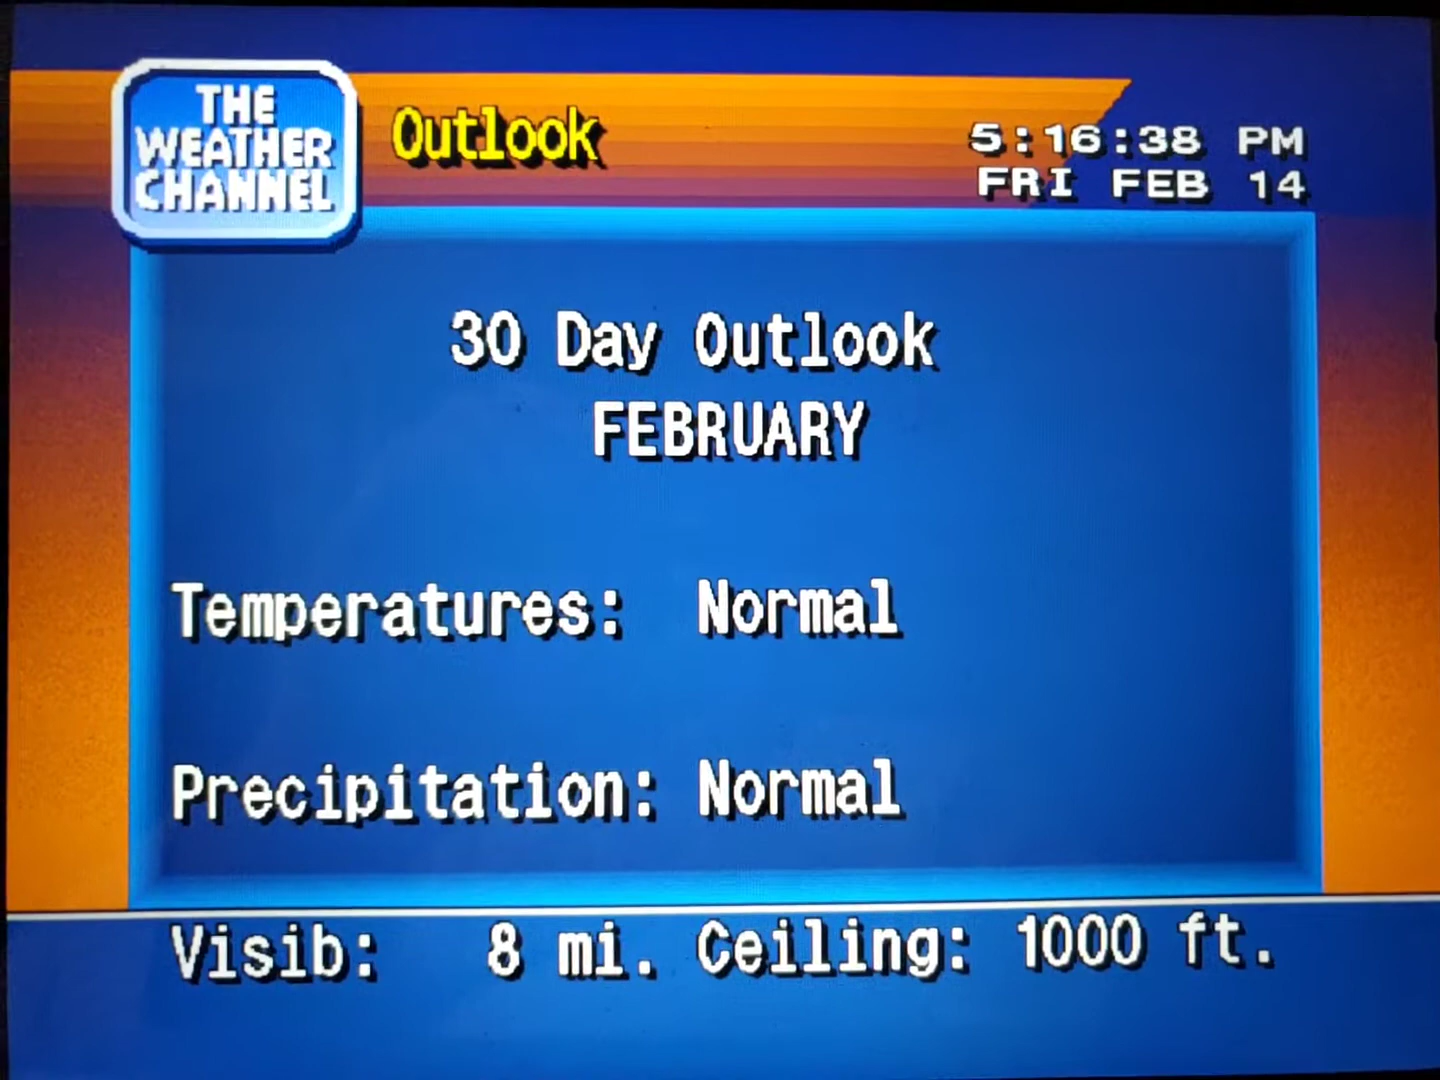 THE
WEATHER
CHANNEL
Outlook
5:16:38 PM
FRI FEB 14
30 Day Outlook
FEBRUARY
Temperatures: Normal
Precipitation: Normal
Visib: 8 mi. Ceiling: 1000 ft.